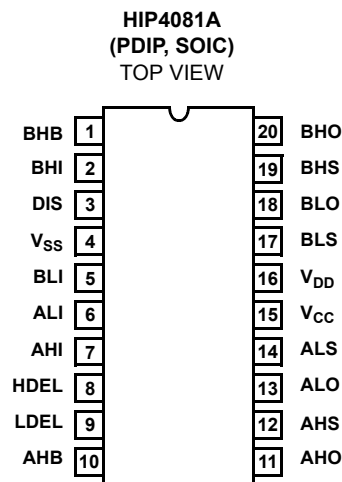 HIP4081A
(PDIP, SOIC)
TOP VIEW
BHB 1 20 BHO
BHI 2 19 BHS
DIS 3 18 BLO
VSS 4 17 BLS
BLI 5 16 VDD
ALI 6 15 VCC
AHI 7 14 ALS
HDEL 8 13 ALO
LDEL 9 12 AHS
AHB 10 11 AHO